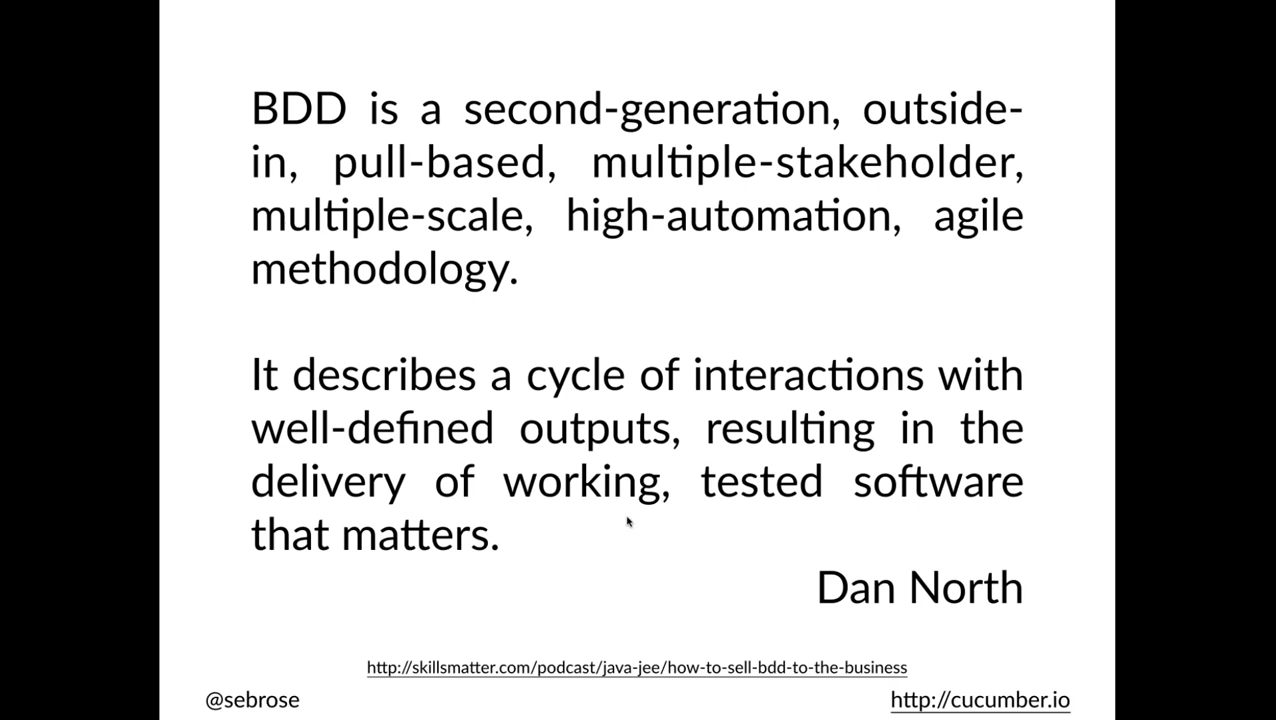 BDD is a second-generation, outside-
in, pull-based, multiple-stakeholder,
multiple-scale, high-automation, agile
methodology.
It describes a cycle of interactions with
well-defined outputs, resulting in the
delivery of working, tested software
that matters.
Dan North
http://skillsmatter.com/podcast/java-jee/how-to-sell-bdd-to-the-business
@sebrose
http://cucumber.io